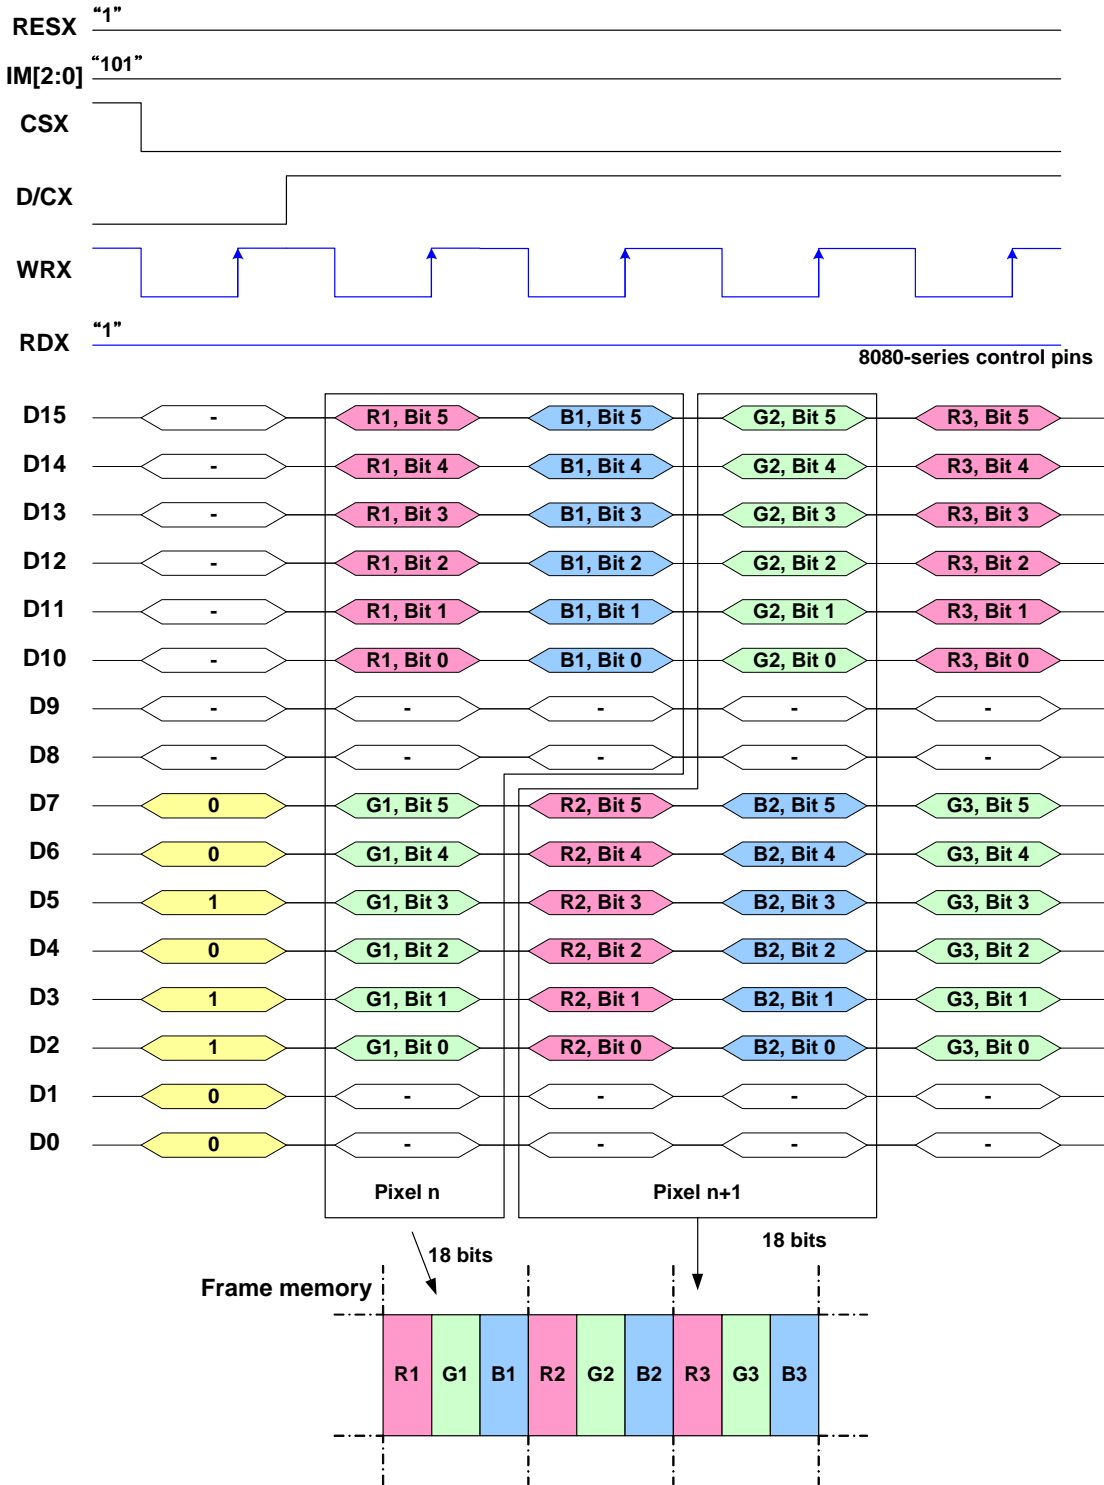 RESX “1”
IM[2:0] “101”
CSX
D/CX
WRX
RDX “1”
8080-series control pins
D15 - R1, Bit 5 B1, Bit 5 G2, Bit 5 R3, Bit 5
D14 - R1, Bit 4 B1, Bit 4 G2, Bit 4 R3, Bit 4
D13 - R1, Bit 3 B1, Bit 3 G2, Bit 3 R3, Bit 3
D12 - R1, Bit 2 B1, Bit 2 G2, Bit 2 R3, Bit 2
D11 - R1, Bit 1 B1, Bit 1 G2, Bit 1 R3, Bit 1
D10 - R1, Bit 0 B1, Bit 0 G2, Bit 0 R3, Bit 0
D9 - - - - -
D8 - - - - -
D7 0 G1, Bit 5 R2, Bit 5 B2, Bit 5 G3, Bit 5
D6 0 G1, Bit 4 R2, Bit 4 B2, Bit 4 G3, Bit 4
D5 1 G1, Bit 3 R2, Bit 3 B2, Bit 3 G3, Bit 3
D4 0 G1, Bit 2 R2, Bit 2 B2, Bit 2 G3, Bit 2
D3 1 G1, Bit 1 R2, Bit 1 B2, Bit 1 G3, Bit 1
D2 1 G1, Bit 0 R2, Bit 0 B2, Bit 0 G3, Bit 0
D1 0 - - - -
D0 0 - - - -
Pixel n Pixel n+1
18 bits 18 bits
Frame memory
R1 G1 B1 R2 G2 B2 R3 G3 B3